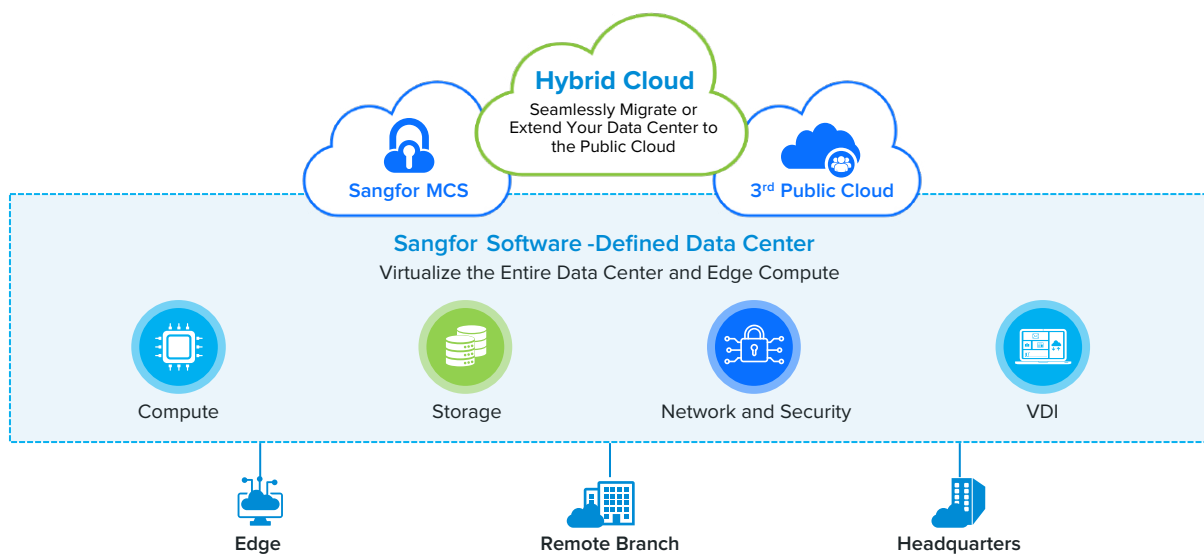 Hybrid Cloud
Seamlessly Migrate or
Extend Your Data Center to
the Public Cloud
Sangfor MCS
3rd Public Cloud
Sangfor Software -Defined Data Center
Virtualize the Entire Data Center and Edge Compute
Compute
Storage
Network and Security
VDI
Edge
Remote Branch
Headquarters